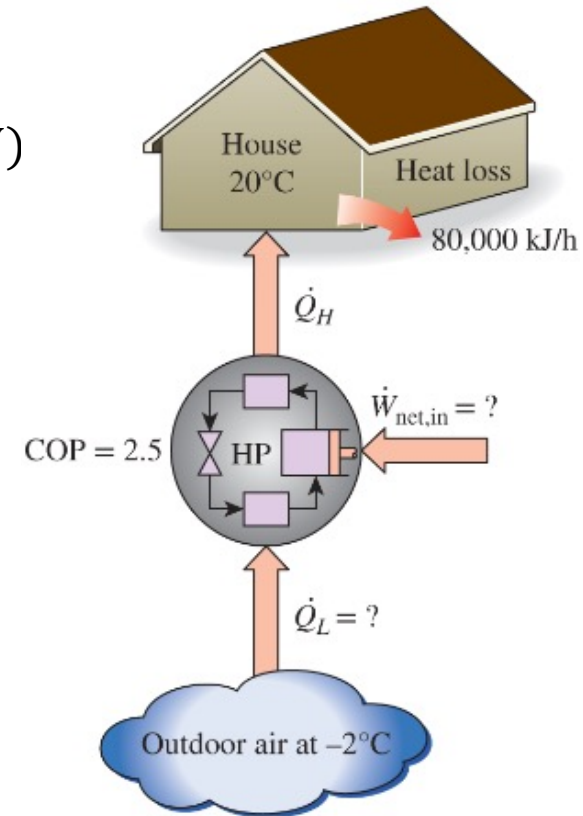 )
House
20°C
Heat loss
80,000 kJ/h
Q̇H
Ẇnet,in = ?
COP = 2.5
HP
Q̇L = ?
Outdoor air at –2°C